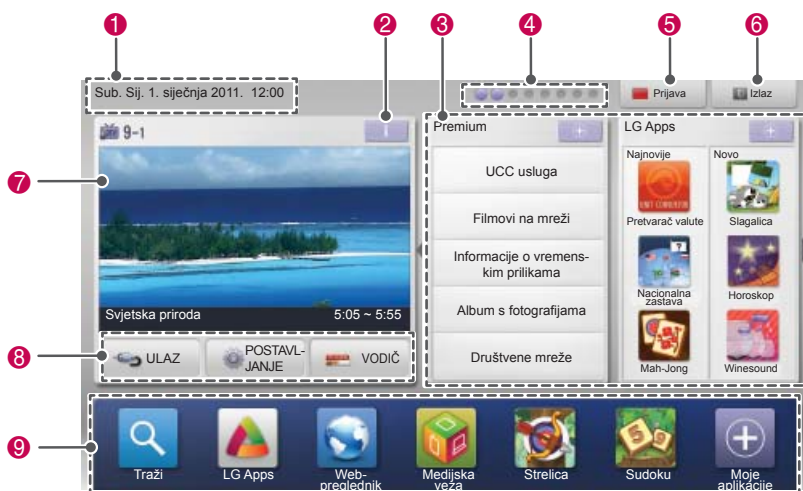 1
2
3
4
5
6
Sub. Sij. 1. siječnja 2011. 12:00
Prijava
Izlaz
9-1
i
Premium
+
LG Apps
+
Najnovije
Novo
UCC usluga
Pretvarač valute
Slagalica
7
Filmovi na mreži
Informacije o vremens-
kim prilikama
Nacionalna
zastava
Horoskop
Album s fotografijama
Svjetska priroda
5:05 ~ 5:55
Društvene mreže
Mah-Jong
Winesound
8
ULAZ
POSTAVL-
JANJE
VODIČ
9
Traži
LG Apps
Web-
preglednik
Medijska
veža
Strelica
Sudoku
Moje
aplikacije